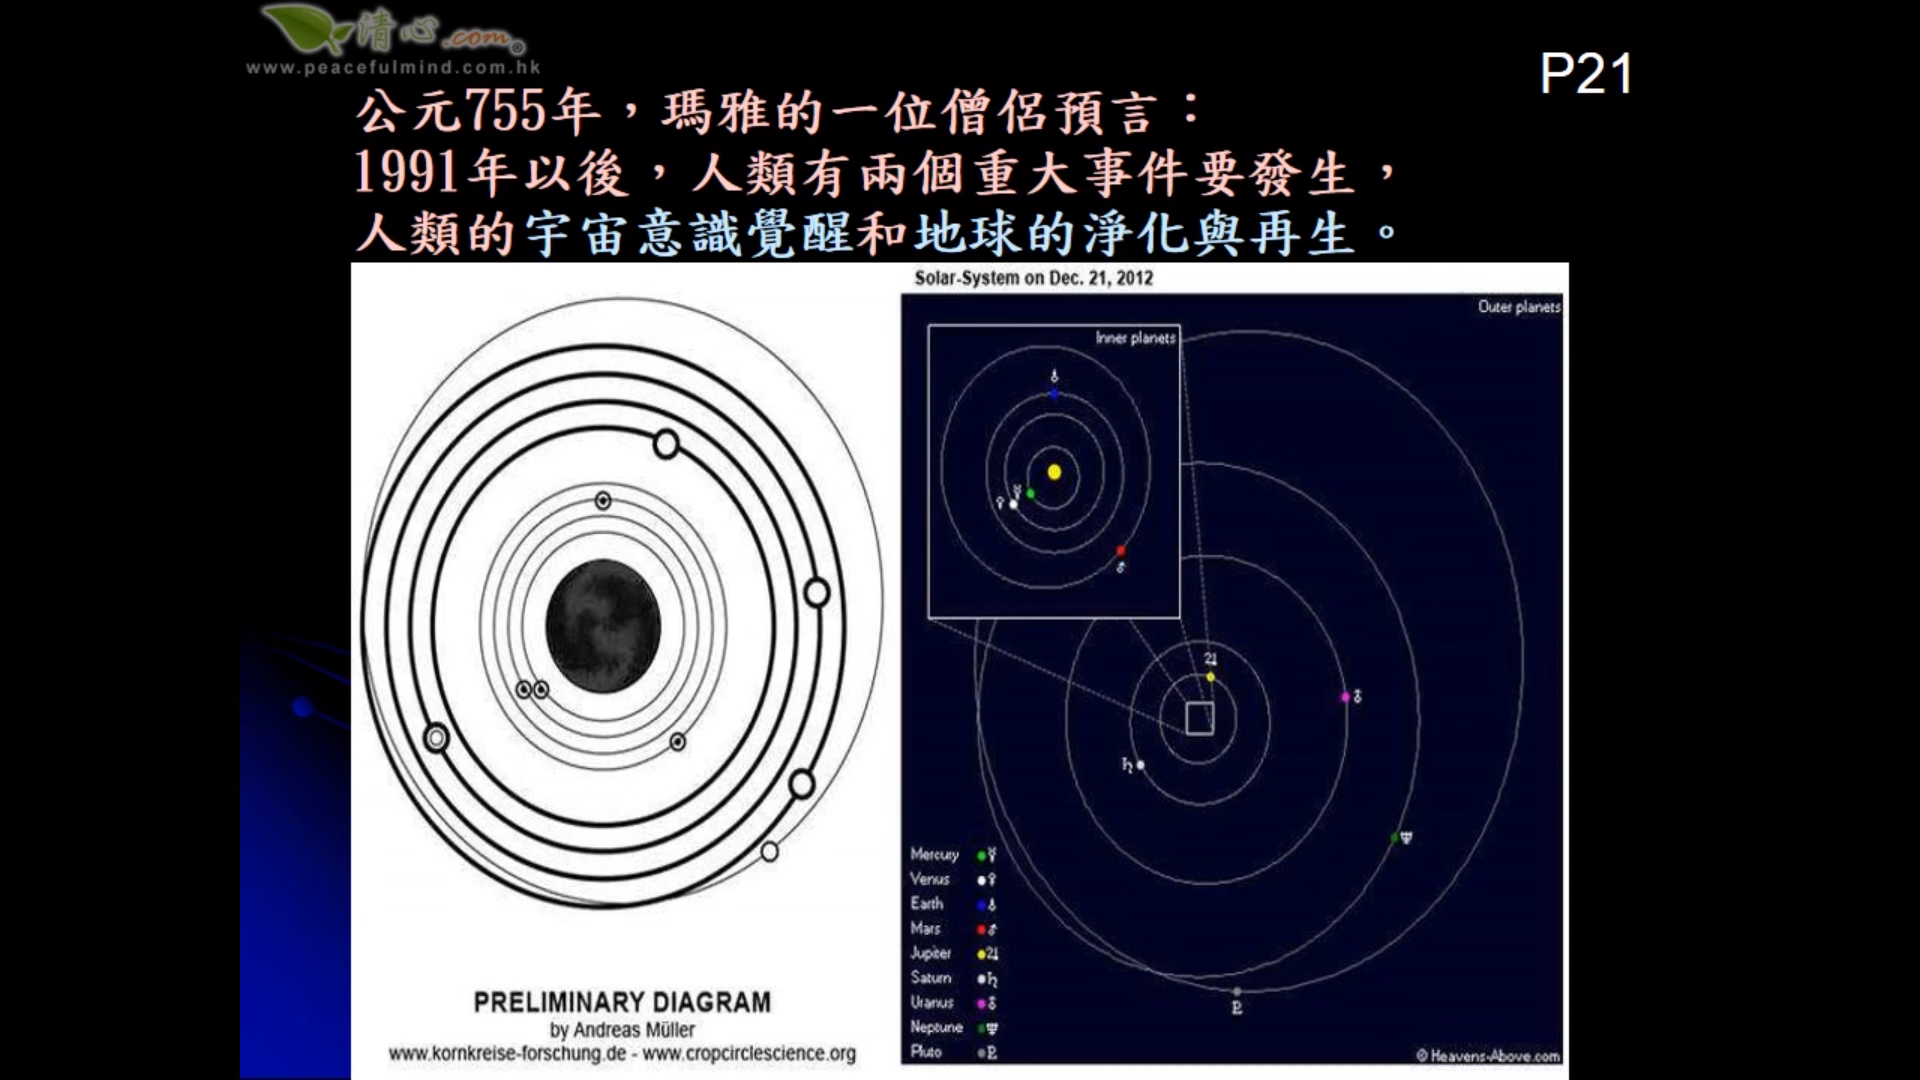 清心.com®
www.peacefulmind.com.hk
P21
公元755年，瑪雅的一位僧侶預言：
1991年以後，人類有兩個重大事件要發生，
人類的宇宙意識覺醒和地球的淨化與再生。
Solar-System on Dec. 21, 2012
Outer planets
Inner planets
Mercury ☿
Venus ♀
Earth ♁
Mars ♂
Jupiter ♃
Saturn ♄
Uranus ⛢
Neptune ♆
Pluto ♇
© Heavens-Above.com
PRELIMINARY DIAGRAM
by Andreas Müller
www.kornkreise-forschung.de - www.cropcirclescience.org